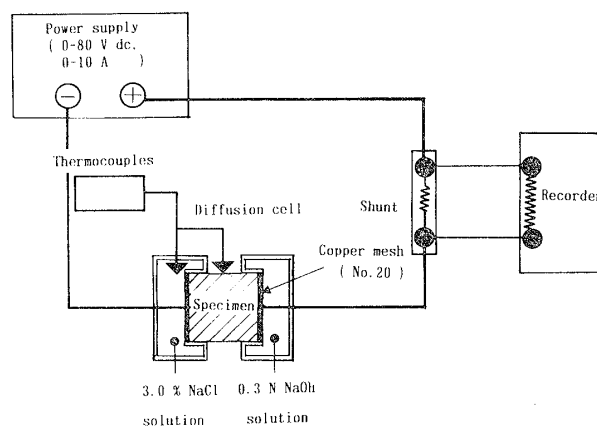 Power supply
( 0-80 V dc.
0-10 A )
− +
Thermocouples
Diffusion cell
Shunt
Recorder
Copper mesh
( No.20 )
Specimen
3.0 % NaCl
solution
0.3 N NaOh
solution